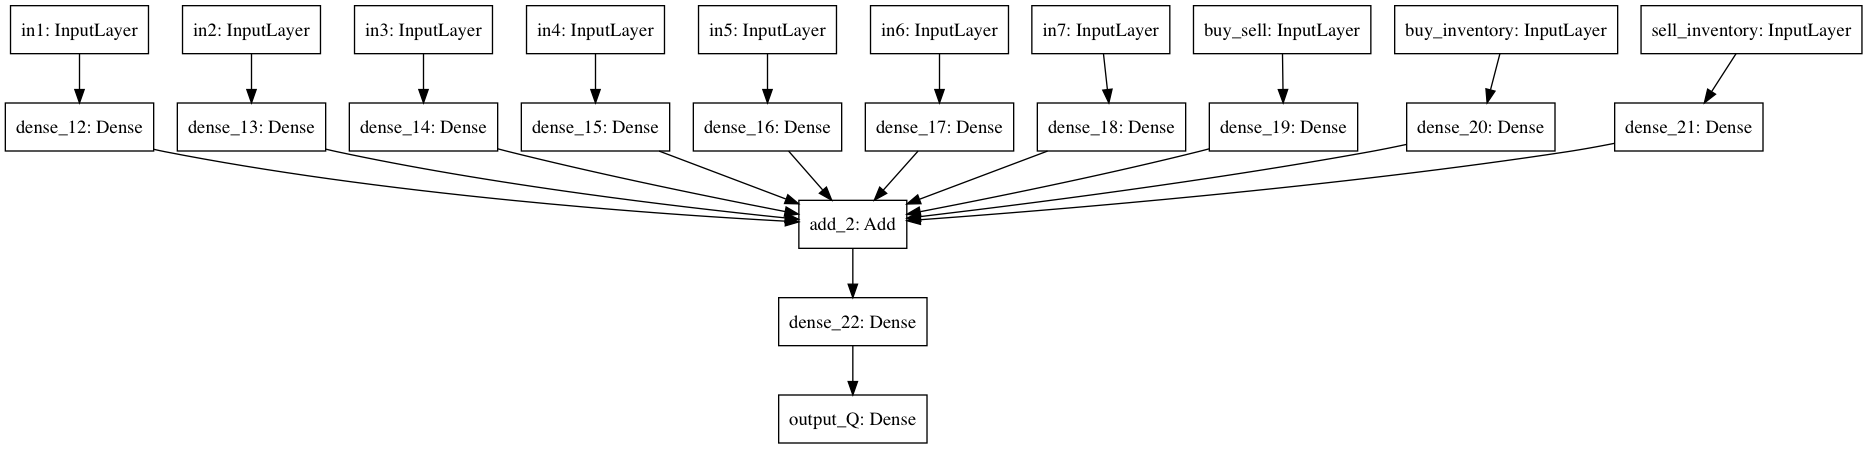 in1: InputLayer
in2: InputLayer
in3: InputLayer
in4: InputLayer
in5: InputLayer
in6: InputLayer
in7: InputLayer
buy_sell: InputLayer
buy_inventory: InputLayer
sell_inventory: InputLayer
dense_12: Dense
dense_13: Dense
dense_14: Dense
dense_15: Dense
dense_16: Dense
dense_17: Dense
dense_18: Dense
dense_19: Dense
dense_20: Dense
dense_21: Dense
add_2: Add
dense_22: Dense
output_Q: Dense